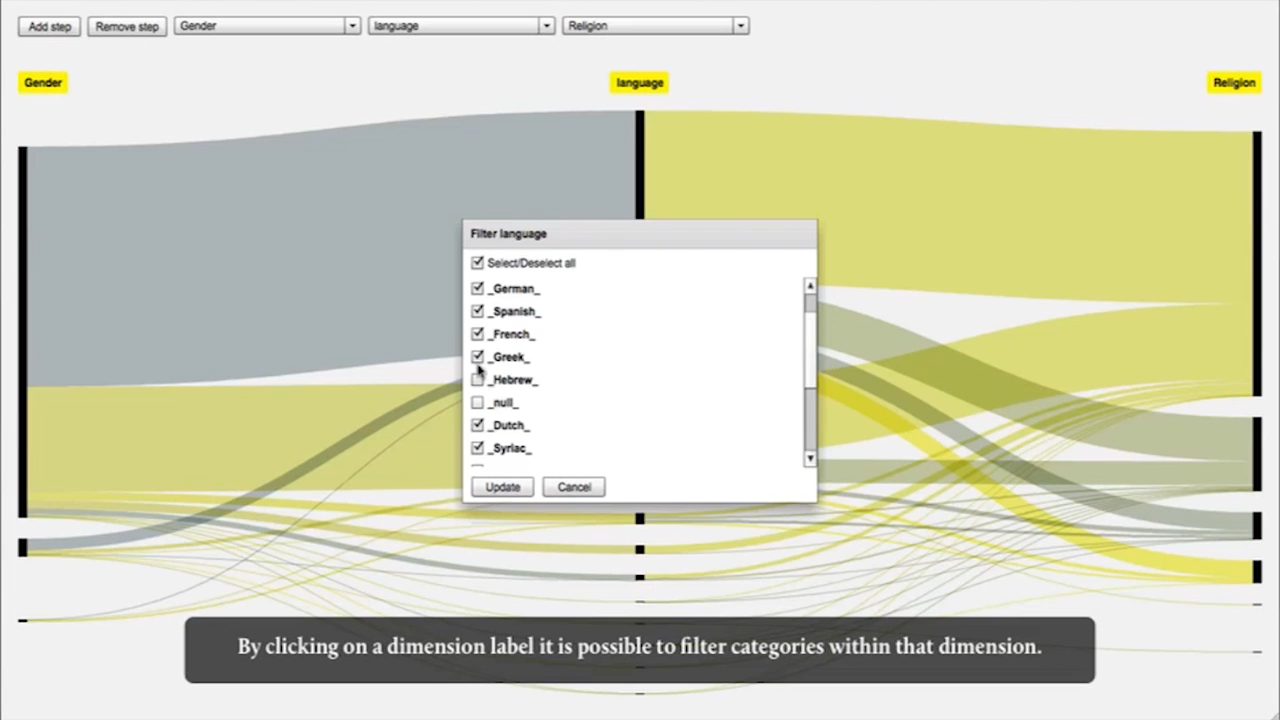 Add step Remove step Gender language Religion
Gender language Religion
Filter language
Select/Deselect all
_German_
_Spanish_
_French_
_Greek_
_Hebrew_
_null_
_Dutch_
_Syriac_
Update Cancel
By clicking on a dimension label it is possible to filter categories within that dimension.